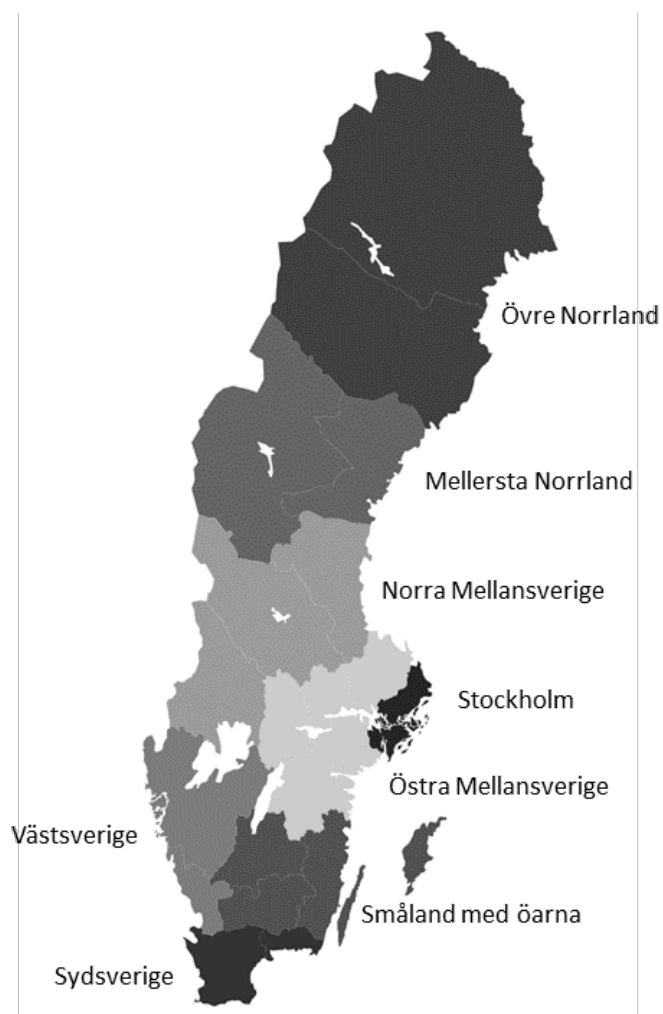 Övre Norrland
Mellersta Norrland
Norra Mellansverige
Stockholm
Östra Mellansverige
Västsverige
Småland med öarna
Sydsverige